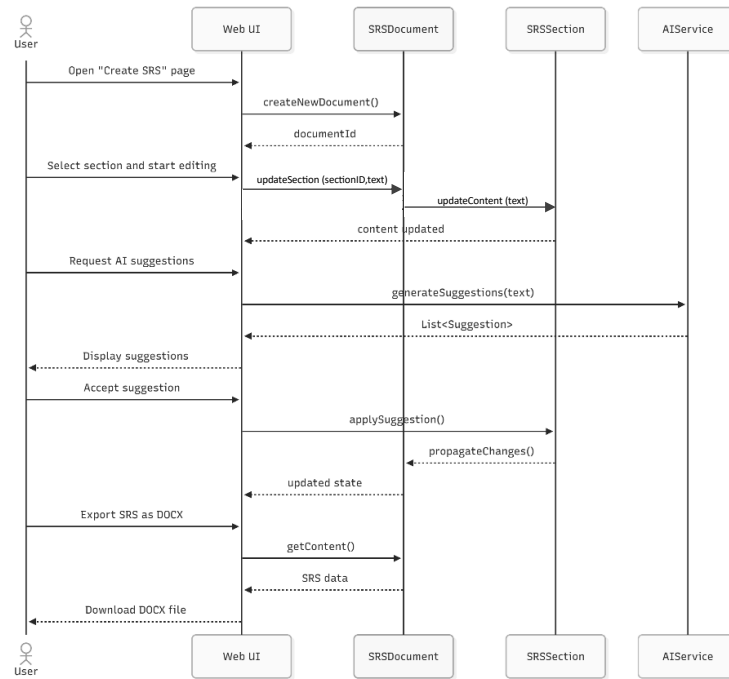 User
Web UI
SRSDocument
SRSSection
AIService
Open "Create SRS" page
createNewDocument()
documentId
Select section and start editing
updateSection (sectionID,text)
updateContent (text)
content updated
Request AI suggestions
generateSuggestions(text)
List<Suggestion>
Display suggestions
Accept suggestion
applySuggestion()
propagateChanges()
updated state
Export SRS as DOCX
getContent()
SRS data
Download DOCX file
User
Web UI
SRSDocument
SRSSection
AIService